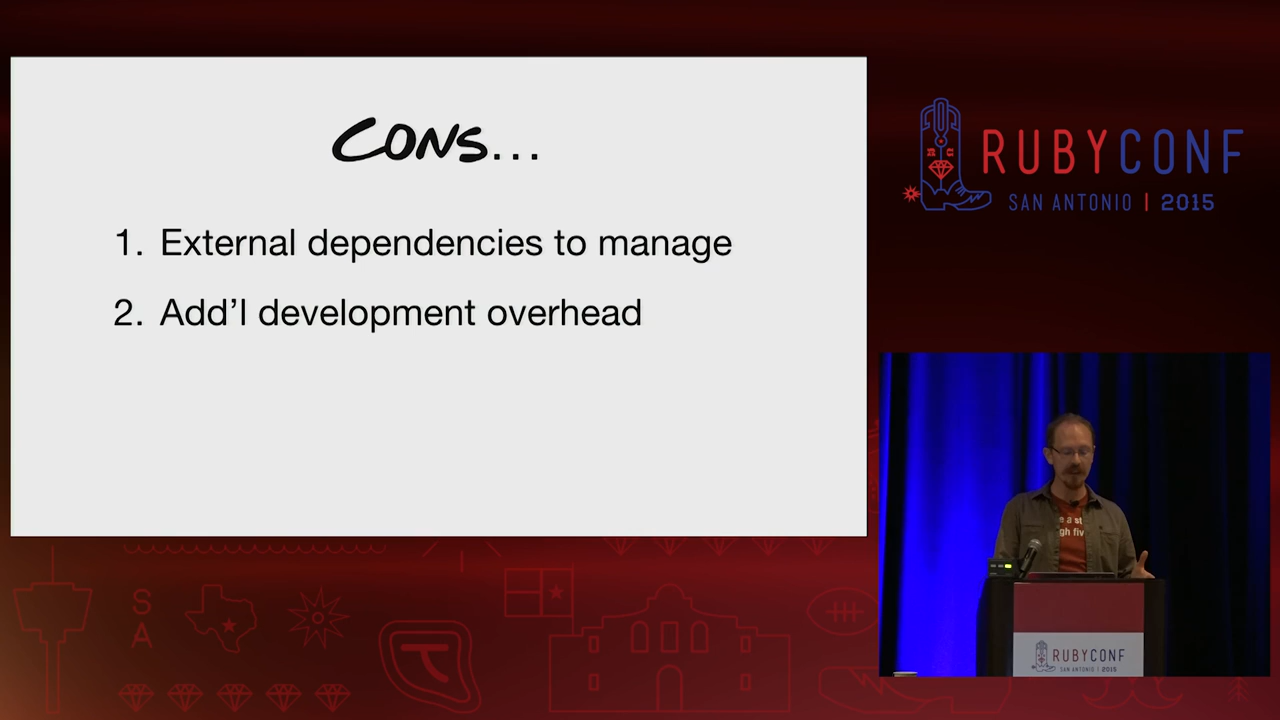 Cons...
1. External dependencies to manage
2. Add’l development overhead
RUBYCONF
SAN ANTONIO | 2015
RUBYCONF
SAN ANTONIO | 2015
S
A